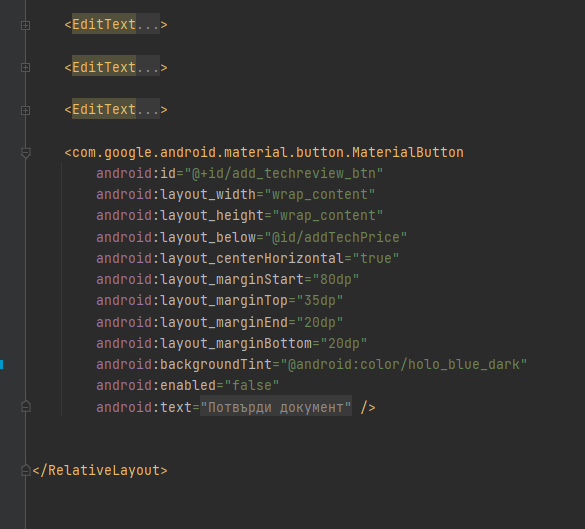 <EditText...>
<EditText...>
<EditText...>
<com.google.android.material.button.MaterialButton
android:id="@+id/add_techreview_btn"
android:layout_width="wrap_content"
android:layout_height="wrap_content"
android:layout_below="@id/addTechPrice"
android:layout_centerHorizontal="true"
android:layout_marginStart="80dp"
android:layout_marginTop="35dp"
android:layout_marginEnd="20dp"
android:layout_marginBottom="20dp"
android:backgroundTint="@android:color/holo_blue_dark"
android:enabled="false"
android:text="Потвърди документ" />
</RelativeLayout>